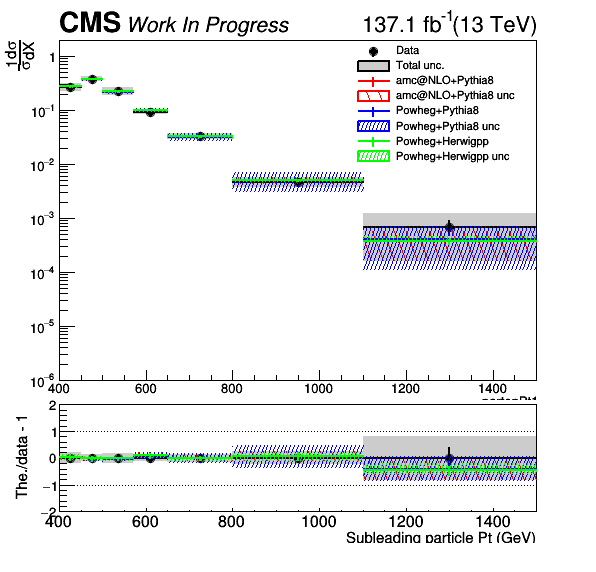 CMS Work In Progress 137.1 fb-1(13 TeV)
1 dσ
σ dX
Data
Total unc.
amc@NLO+Pythia8
amc@NLO+Pythia8 unc
Powheg+Pythia8
Powheg+Pythia8 unc
Powheg+Herwigpp
Powheg+Herwigpp unc
1
10-1
10-2
10-3
10-4
10-5
10-6
400 600 800 1000 1200 1400
The./data - 1
2
1
0
-1
-2
400 600 800 1000 1200 1400
Subleading particle Pt (GeV)